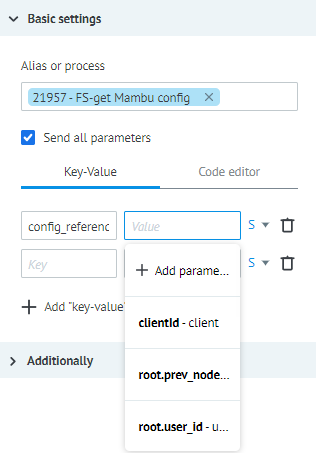 Basic settings
Alias or process
21957 - FS-get Mambu config ×
Send all parameters
Key-Value Code editor
config_referenc Value S
Key S
+ Add parame...
+ Add "key-value"
clientId - client
Additionally
root.prev_node...
root.user_id - u...